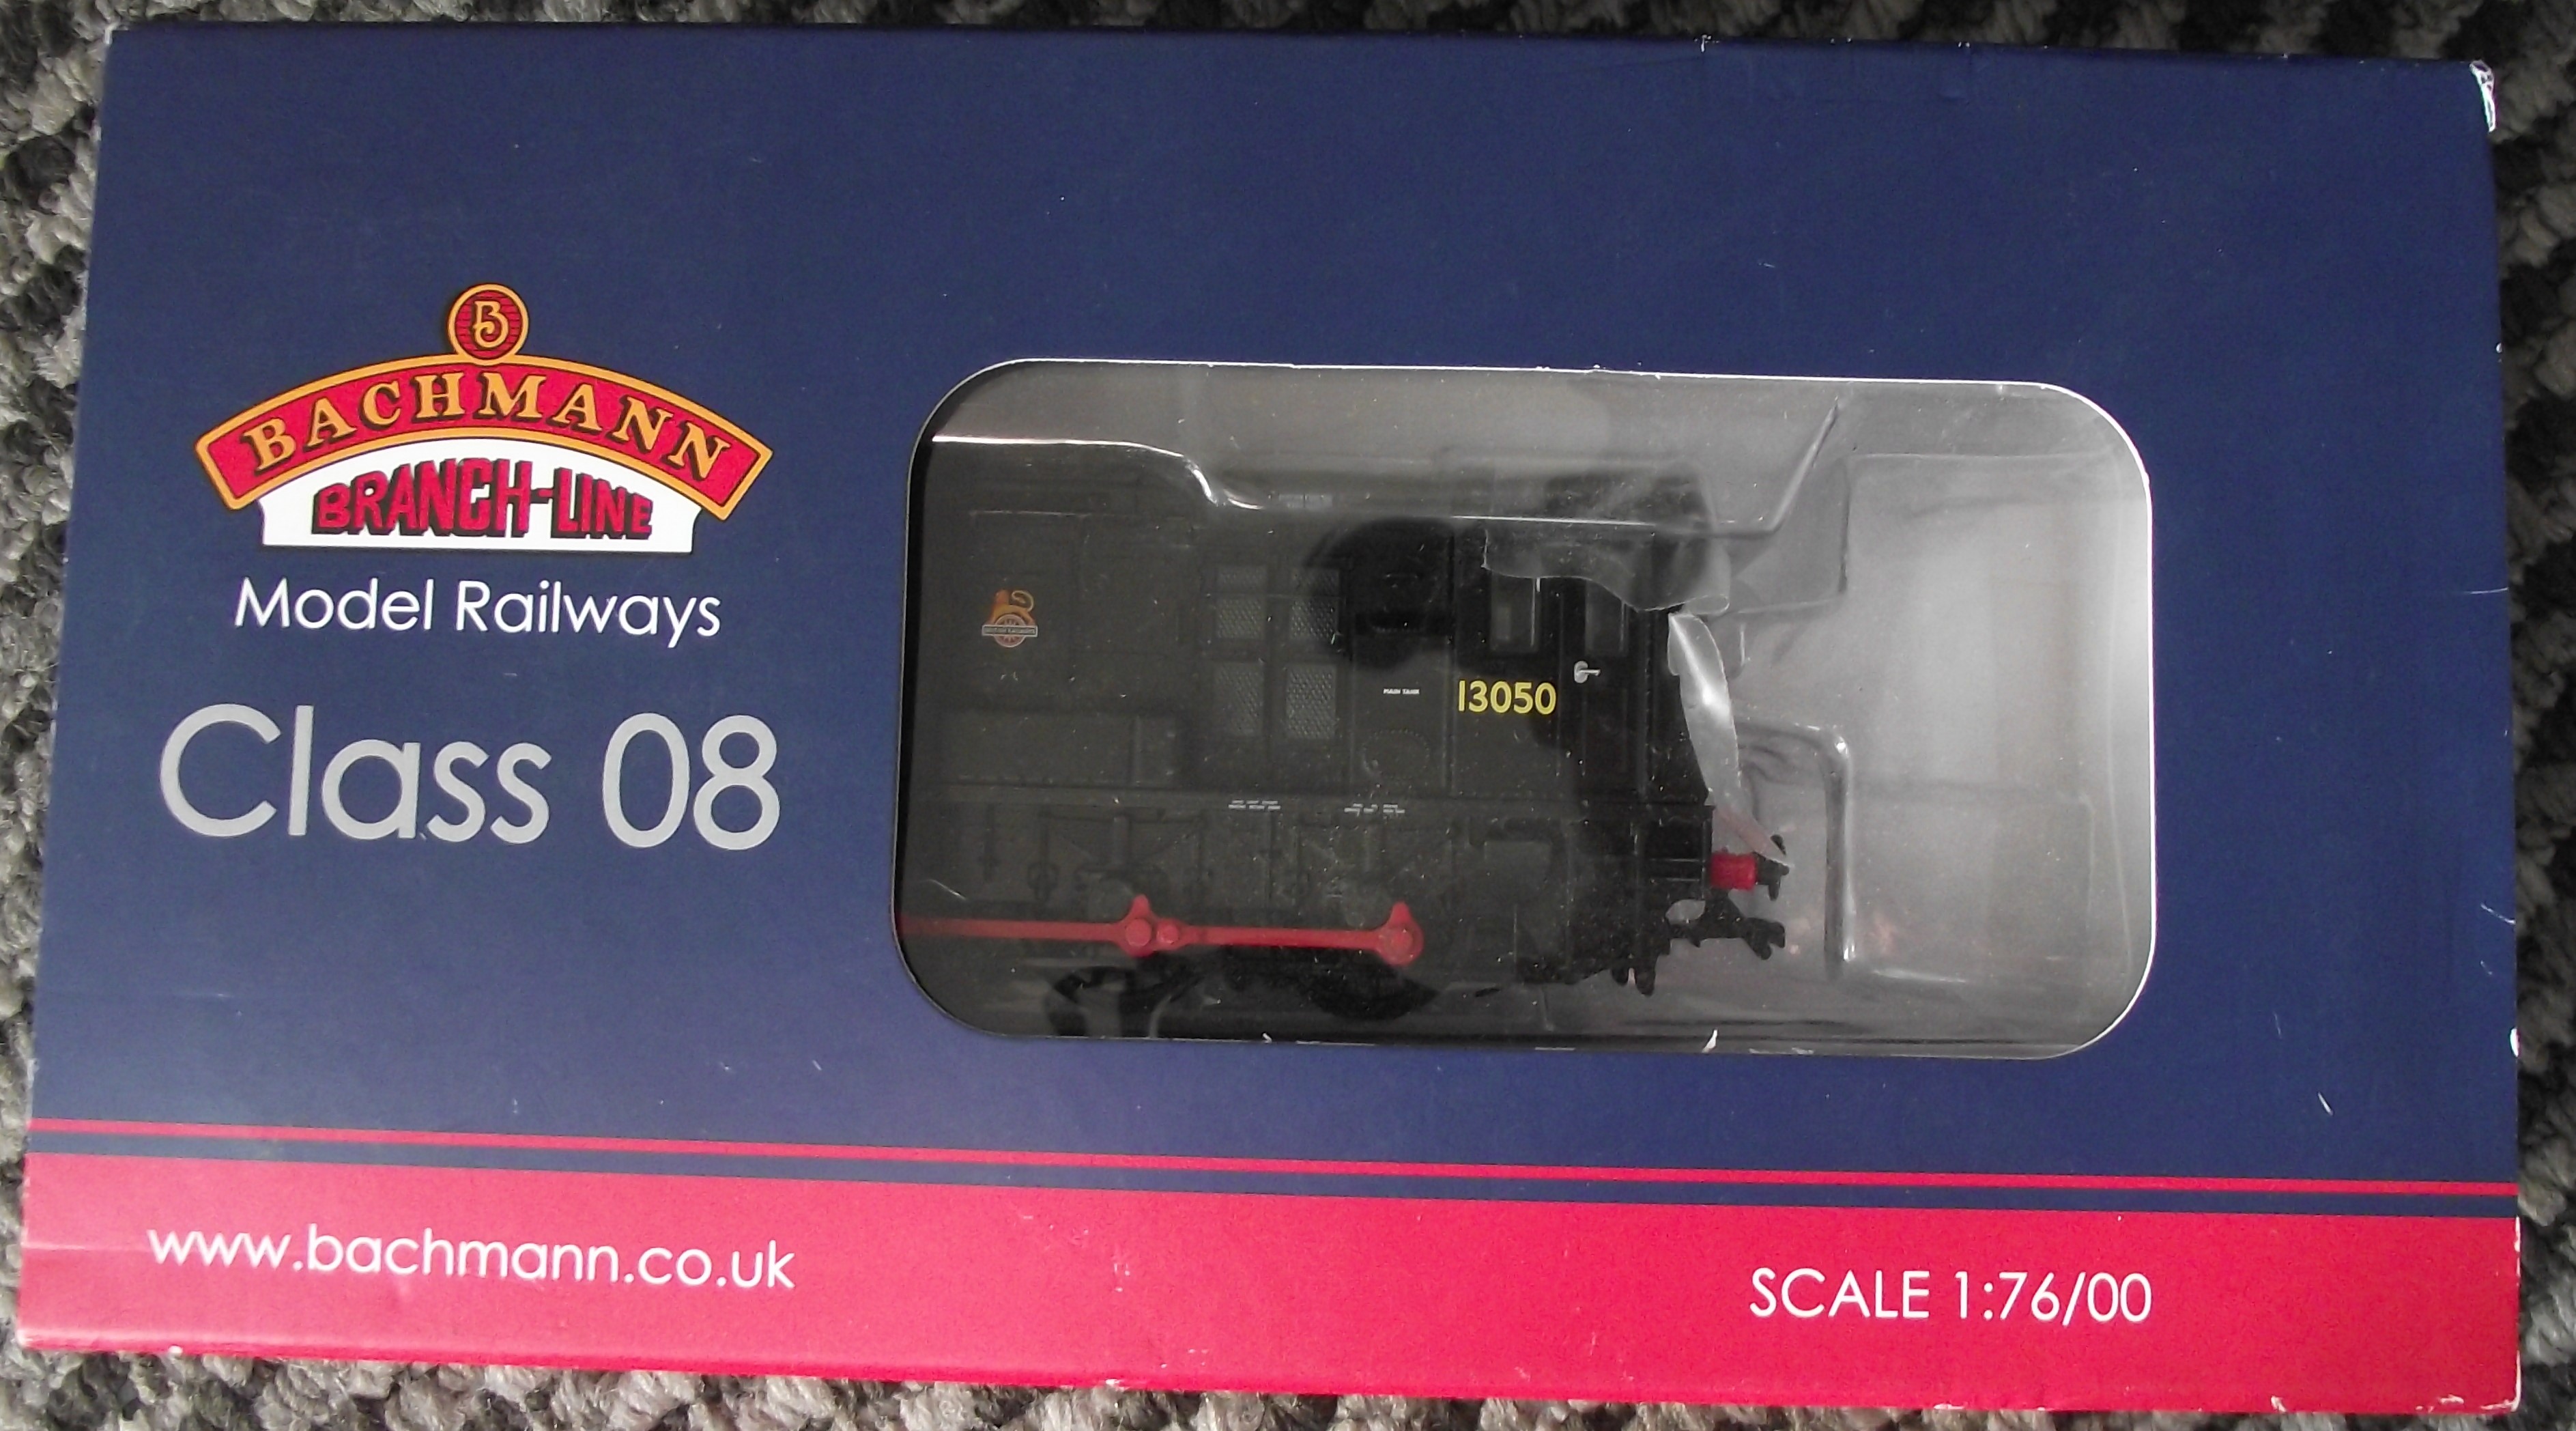 B
BACHMANN
BRANCH-LINE
Model Railways
Class 08
13050
www.bachmann.co.uk
SCALE 1:76/00